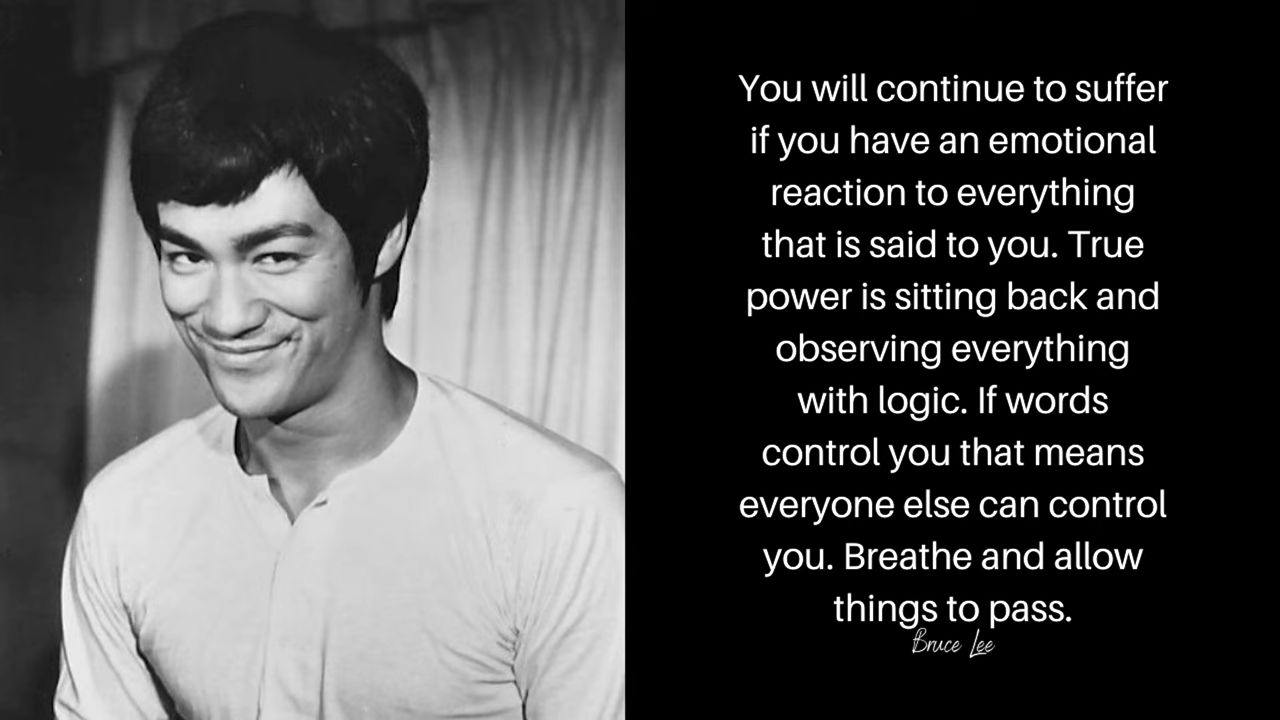 You will continue to suffer
if you have an emotional
reaction to everything
that is said to you. True
power is sitting back and
observing everything
with logic. If words
control you that means
everyone else can control
you. Breathe and allow
things to pass.
Bruce Lee